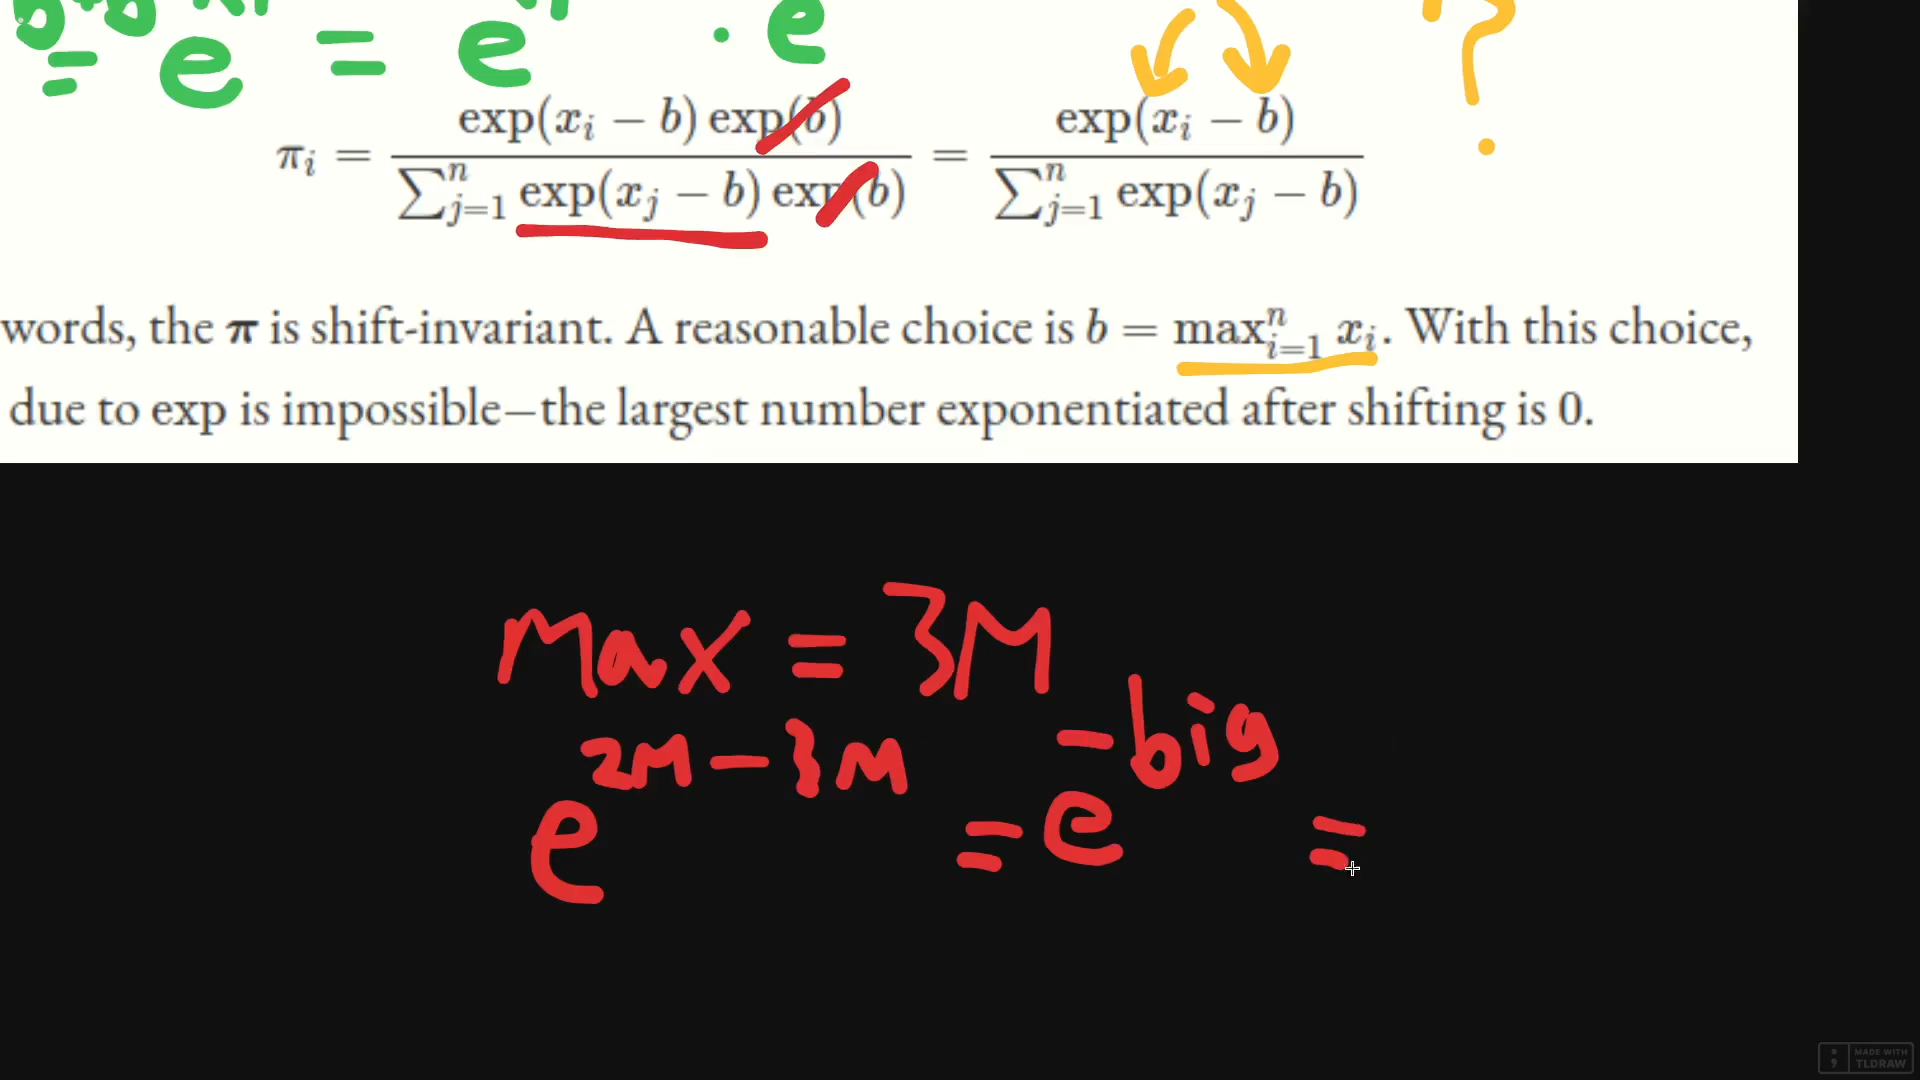 = e = e · e ?
π_i = exp(x_i − b) exp(b) / ∑_{j=1}^n exp(x_j − b) exp(b) = exp(x_i − b) / ∑_{j=1}^n exp(x_j − b)
words, the π is shift-invariant. A reasonable choice is b = max_{i=1}^n x_i. With this choice,
due to exp is impossible—the largest number exponentiated after shifting is 0.
Max = 3M
e^{2M-3M} = e^{-big} =
MADE WITH
TLDRAW